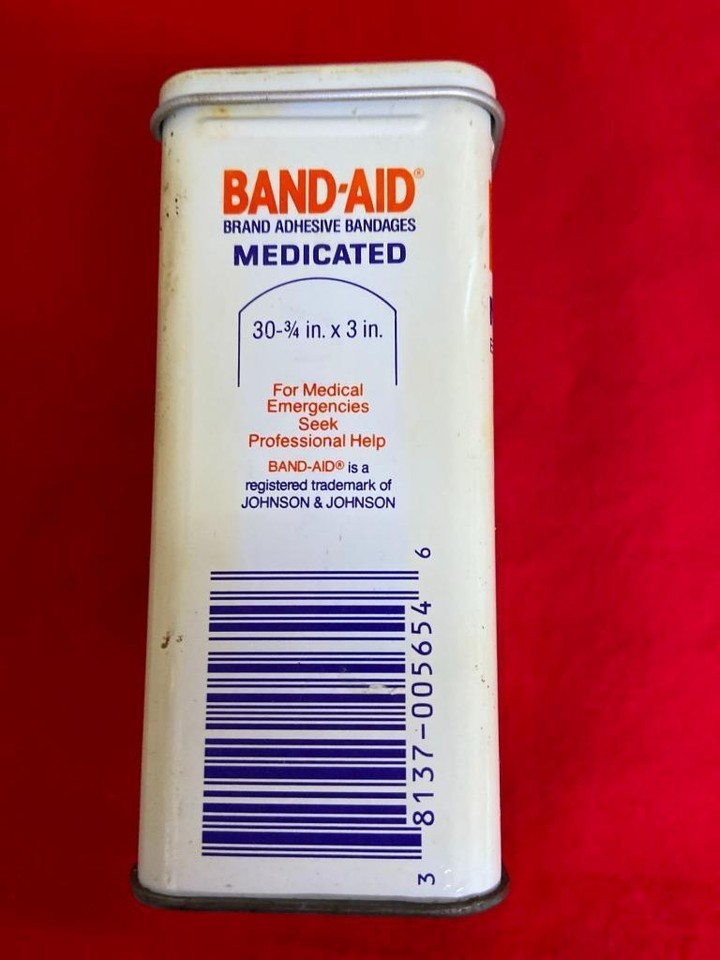 BAND-AID®
BRAND ADHESIVE BANDAGES
MEDICATED
30-¾ in. x 3 in.
For Medical
Emergencies
Seek
Professional Help
BAND-AID® is a
registered trademark of
JOHNSON & JOHNSON
3 8137-005654 6